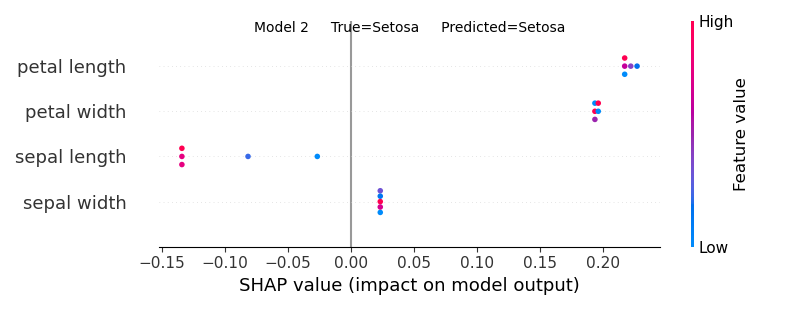 Model 2 True=Setosa Predicted=Setosa
High
petal length
petal width
sepal length
sepal width
Feature value
Low
−0.15 −0.10 −0.05 0.00 0.05 0.10 0.15 0.20
SHAP value (impact on model output)